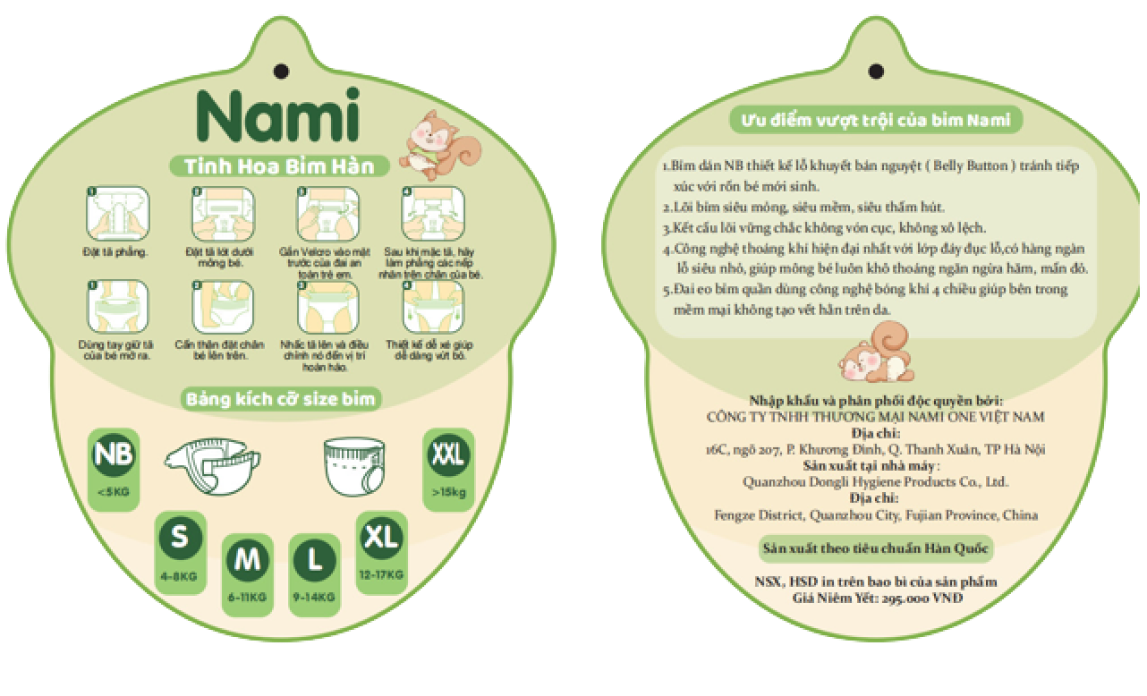 Nami
Tinh Hoa Bỉm Hàn
1
2
3
4
Đặt tã phẳng.
Đặt tã lót dưới
mông bé.
Gắn Velcro vào mặt
trước của đai an
toàn trẻ em.
Sau khi mặc tã, hãy
làm phẳng các nếp
nhăn trên chân của bé.
1
2
3
4
Dùng tay giữ tã
của bé mở ra.
Cẩn thận đặt chân
bé lên trên.
Nhấc tã lên và điều
chỉnh nó đến vị trí
hoàn hảo.
Thiết kế dễ xé giúp
dễ dàng vứt bỏ.
Bảng kích cỡ size bỉm
NB
<5KG
XXL
>15kg
S
4-8KG
M
6-11KG
L
9-14KG
XL
12-17KG
Ưu điểm vượt trội của bỉm Nami
1.Bỉm dán NB thiết kế lỗ khuyết bán nguyệt ( Belly Button ) tránh tiếp
xúc với rốn bé mới sinh.
2.Lõi bỉm siêu mỏng, siêu mềm, siêu thấm hút.
3.Kết cấu lõi vững chắc không vón cục, không xô lệch.
4.Công nghệ thoáng khí hiện đại nhất với lớp đáy đục lỗ,có hàng ngàn
lỗ siêu nhỏ, giúp mông bé luôn khô thoáng ngăn ngừa hăm, mẩn đỏ.
5.Đai eo bỉm quần dùng công nghệ bóng khí 4 chiều giúp bên trong
mềm mại không tạo vết hằn trên da.
Nhập khẩu và phân phối độc quyền bởi:
CÔNG TY TNHH THƯƠNG MẠI NAMI ONE VIỆT NAM
Địa chỉ:
16C, ngõ 207, P. Khương Đình, Q. Thanh Xuân, TP Hà Nội
Sản xuất tại nhà máy:
Quanzhou Dongli Hygiene Products Co., Ltd.
Địa chỉ:
Fengze District, Quanzhou City, Fujian Province, China
Sản xuất theo tiêu chuẩn Hàn Quốc
NSX, HSD in trên bao bì của sản phẩm
Giá Niêm Yết: 295.000 VNĐ